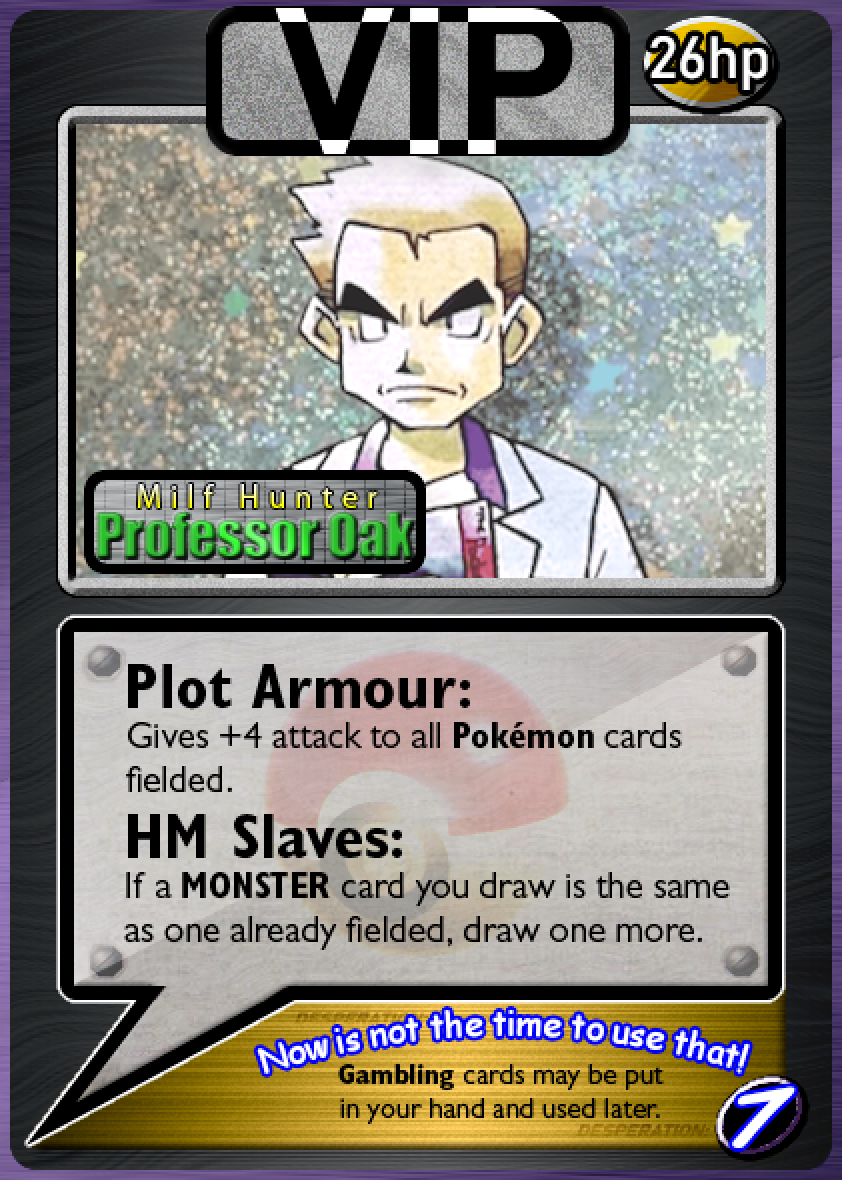 VIP
26hp
Milf Hunter
Professor Oak
Plot Armour:
Gives +4 attack to all Pokémon cards
fielded.
HM Slaves:
If a MONSTER card you draw is the same
as one already fielded, draw one more.
DESPERATION:
Now is not the time to use that!
Gambling cards may be put
in your hand and used later.
DESPERATION:
7